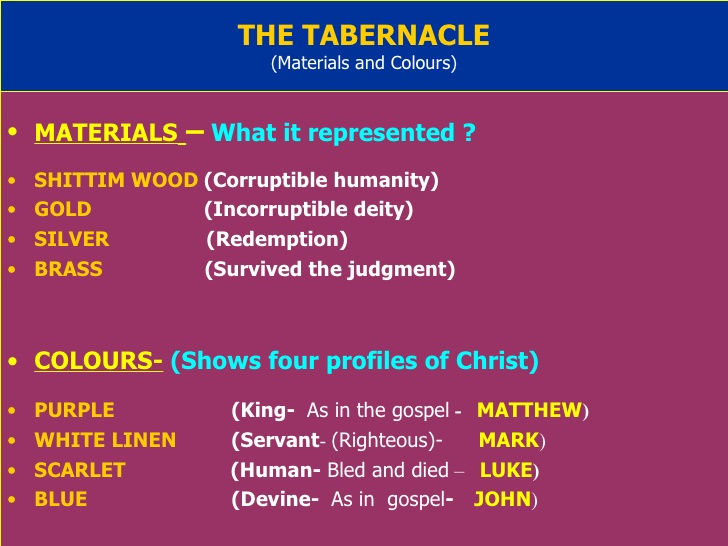 THE TABERNACLE
(Materials and Colours)
• MATERIALS – What it represented ?
• SHITTIM WOOD (Corruptible humanity)
• GOLD (Incorruptible deity)
• SILVER (Redemption)
• BRASS (Survived the judgment)
• COLOURS- (Shows four profiles of Christ)
• PURPLE (King- As in the gospel - MATTHEW)
• WHITE LINEN (Servant- (Righteous)- MARK)
• SCARLET (Human- Bled and died – LUKE)
• BLUE (Devine- As in gospel- JOHN)